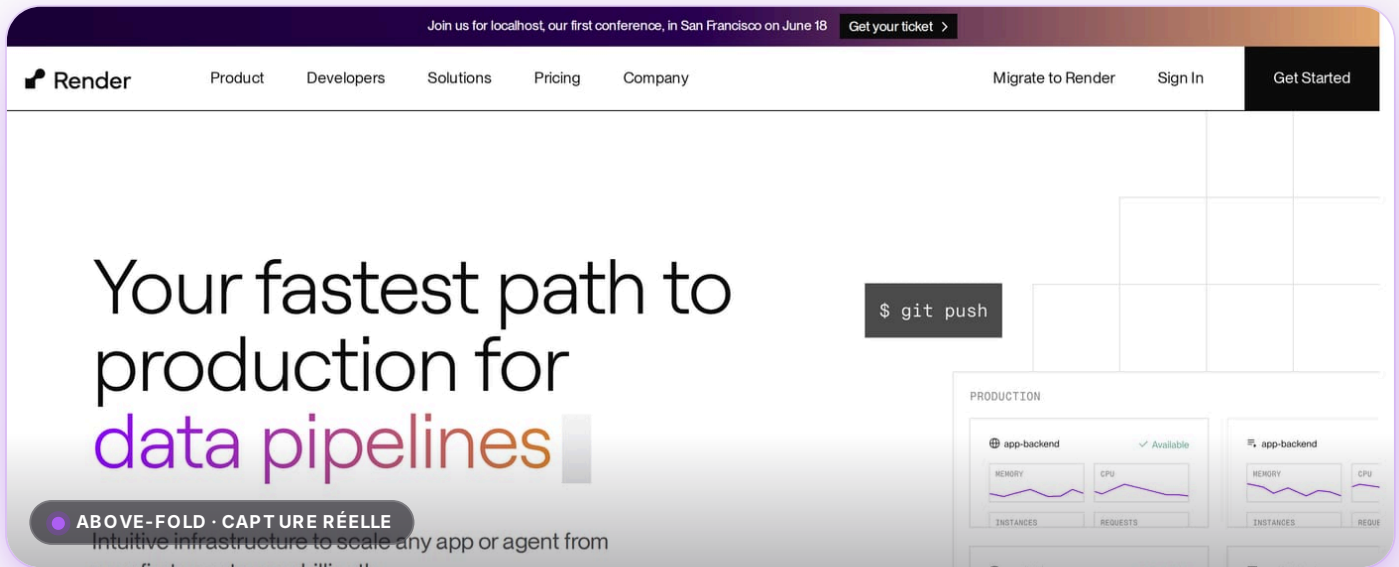 Join us for localhost, our first conference, in San Francisco on June 18 Get your ticket
Render Product Developers Solutions Pricing Company Migrate to Render Sign In Get Started
Your fastest path to
production for
data pipelines
$ git push
PRODUCTION
app-backend Available
app-backend
MEMORY CPU
MEMORY CPU
INSTANCES REQUESTS
INSTANCES
ABOVE-FOLD · CAPTURE RÉELLE
Intuitive infrastructure to scale any app or agent from